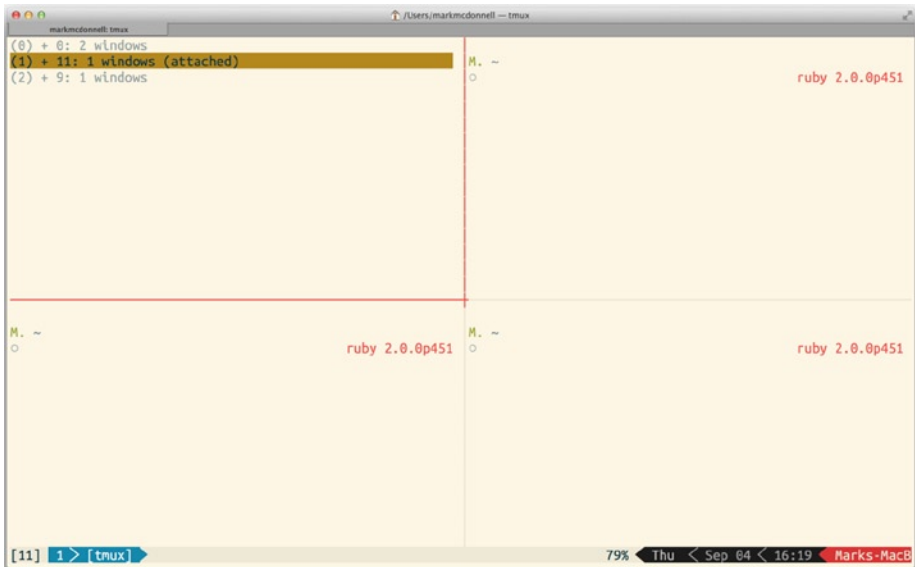 /Users/markmcdonnell — tmux
markmcdonnell: tmux
(0) + 0: 2 windows
(1) + 11: 1 windows (attached)
(2) + 9: 1 windows
M. ~
○ ruby 2.0.0p451
M. ~
○ ruby 2.0.0p451
M. ~
○ ruby 2.0.0p451
[11] 1 > [tmux] 79% Thu < Sep 04 < 16:19 Marks-MacB